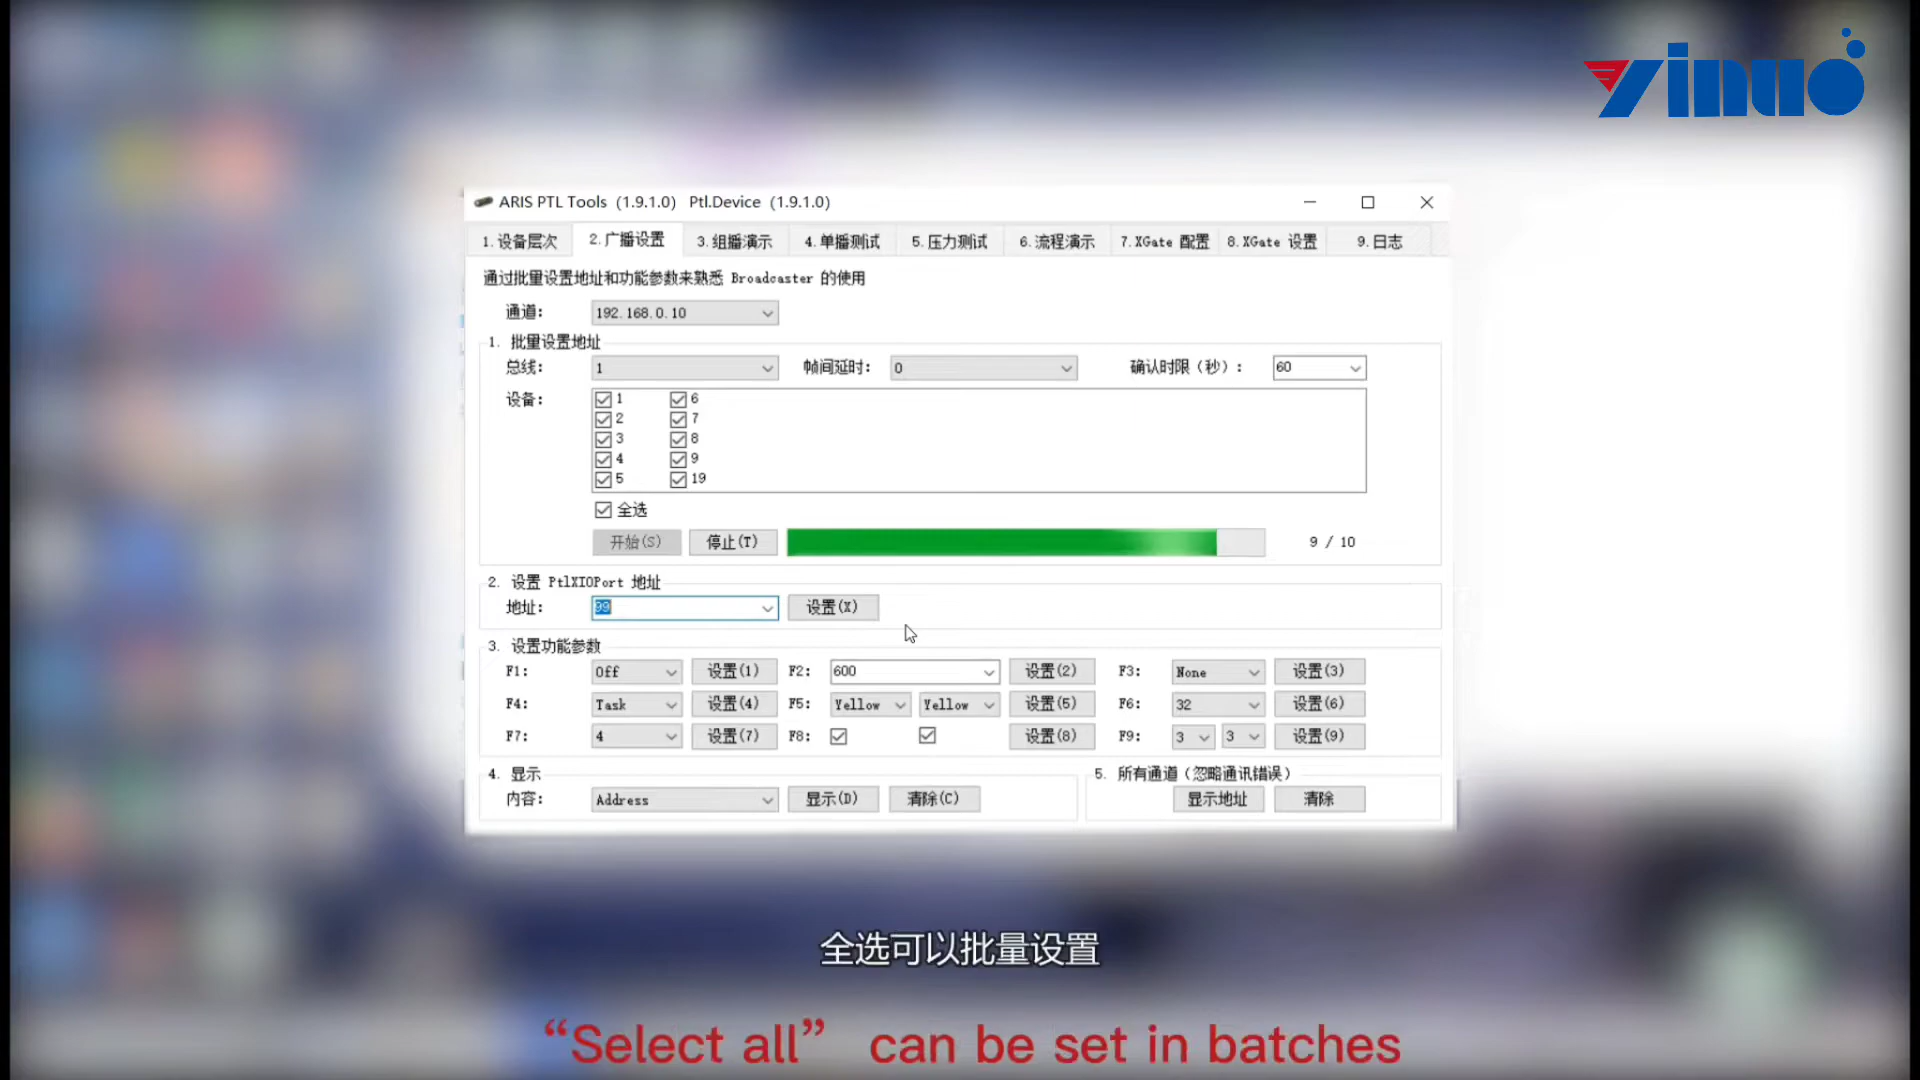 yinuo
ARIS PTL Tools (1.9.1.0) Ptl.Device (1.9.1.0)
1.设备层次 2.广播设置 3.组播演示 4.单播测试 5.压力测试 6.流程演示 7.XGate 配置 8.XGate 设置 9.日志
通过批量设置地址和功能参数来熟悉 Broadcaster 的使用
通道: 192.168.0.10
1. 批量设置地址
总线: 1 帧间延时: 0 确认时限(秒): 60
设备: 1 6
2 7
3 8
4 9
5 19
全选
开始(S) 停止(T) 9 / 10
2. 设置 PtlXIOPort 地址
地址: 99 设置(X)
3. 设置功能参数
F1: Off 设置(1) F2: 600 设置(2) F3: None 设置(3)
F4: Task 设置(4) F5: Yellow Yellow 设置(5) F6: 32 设置(6)
F7: 4 设置(7) F8: 设置(8) F9: 3 3 设置(9)
4. 显示 5. 所有通道(忽略通讯错误)
内容: Address 显示(D) 清除(C) 显示地址 清除
全选可以批量设置
“Select all” can be set in batches